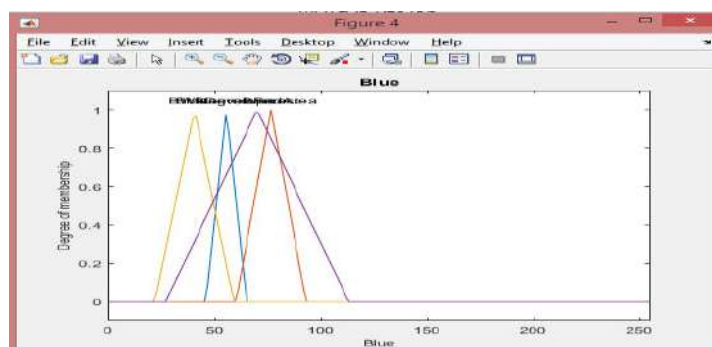 Figure 4
File Edit View Insert Tools Desktop Window Help
Blue
1
0.8
0.6
0.4
0.2
0
Degree of membership
0 50 100 150 200 250
Blue